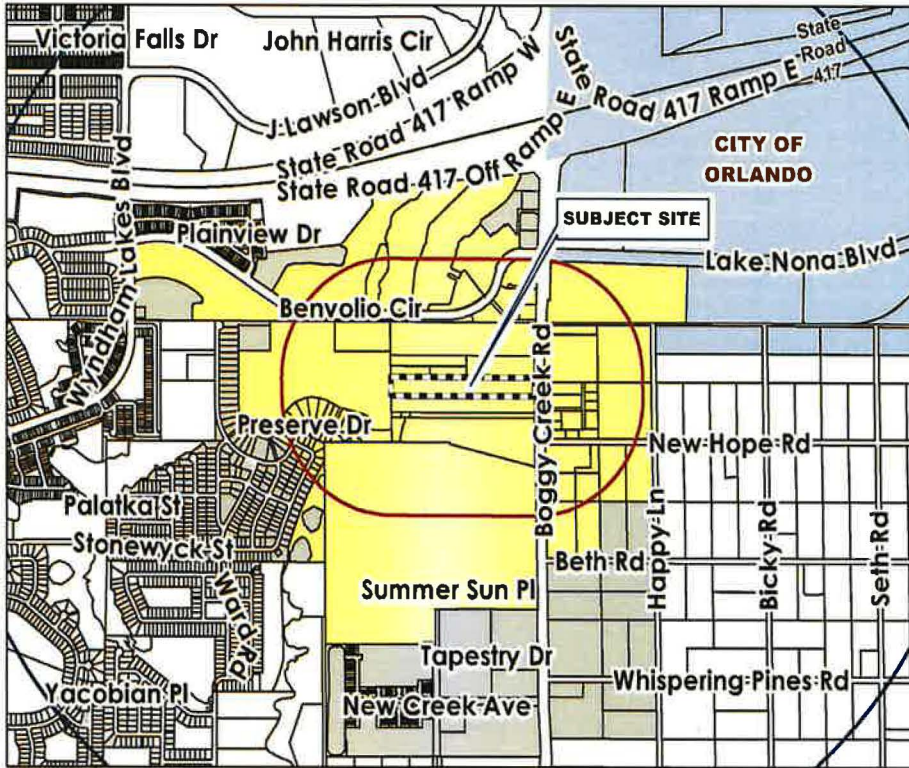 Victoria Falls Dr
John Harris Cir
J Lawson Blvd
State Road 417 Ramp W
State Road 417 Off Ramp E
State Road 417 Ramp E
State
Road
417
CITY OF
ORLANDO
SUBJECT SITE
Wyndham Lakes Blvd
Plainview Dr
Lake Nona Blvd
Benvolio Cir
Boggy Creek Rd
Preserve Dr
New Hope Rd
Palatka St
Stonewyck St
Ward Rd
Beth Rd
Happy Ln
Bicky Rd
Seth Rd
Summer Sun Pl
Tapestry Dr
Whispering Pines Rd
Yacobian Pl
New Creek Ave